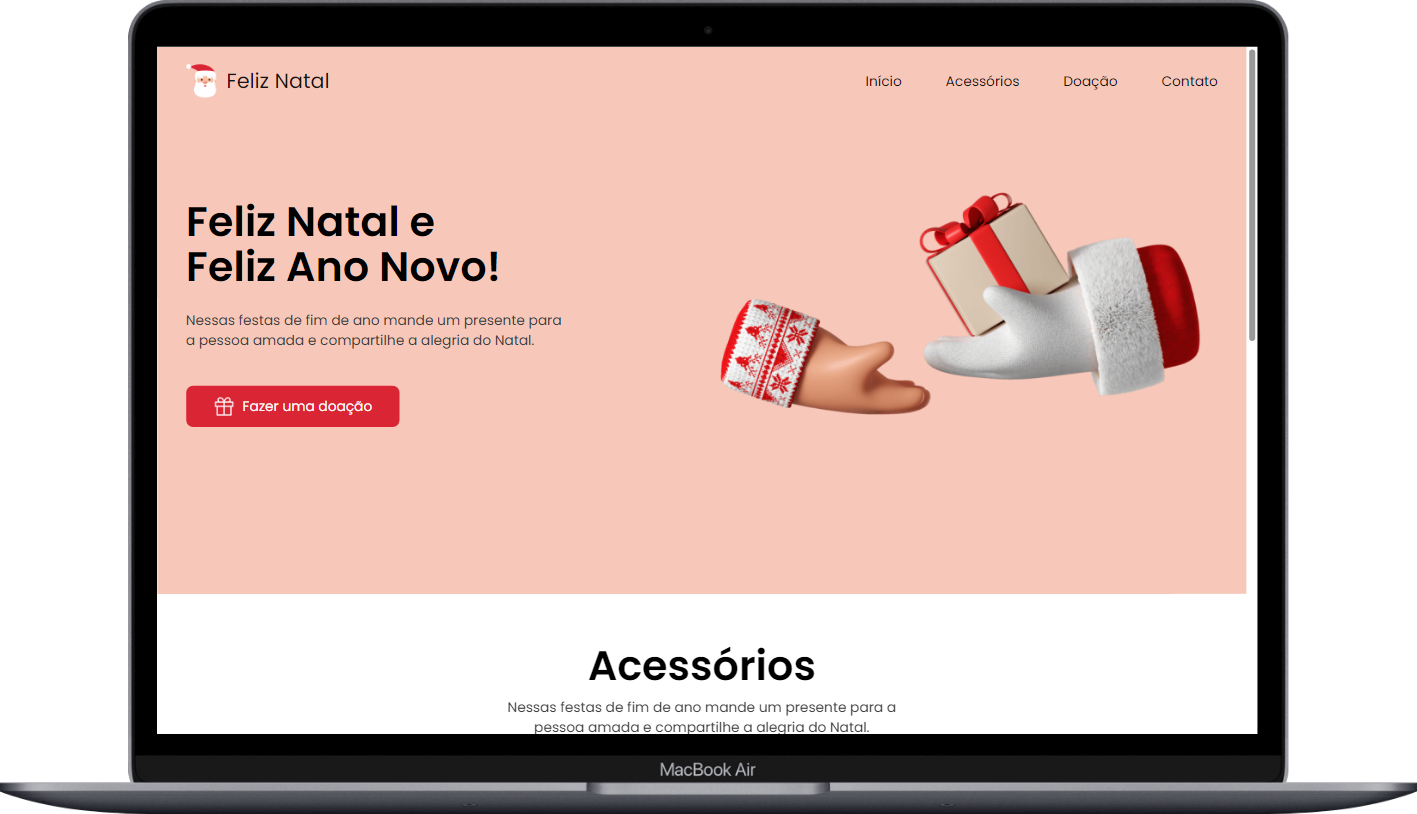 Feliz Natal
Início
Acessórios
Doação
Contato
Feliz Natal e
Feliz Ano Novo!
Nessas festas de fim de ano mande um presente para
a pessoa amada e compartilhe a alegria do Natal.
Fazer uma doação
Acessórios
Nessas festas de fim de ano mande um presente para a
pessoa amada e compartilhe a alegria do Natal.
MacBook Air